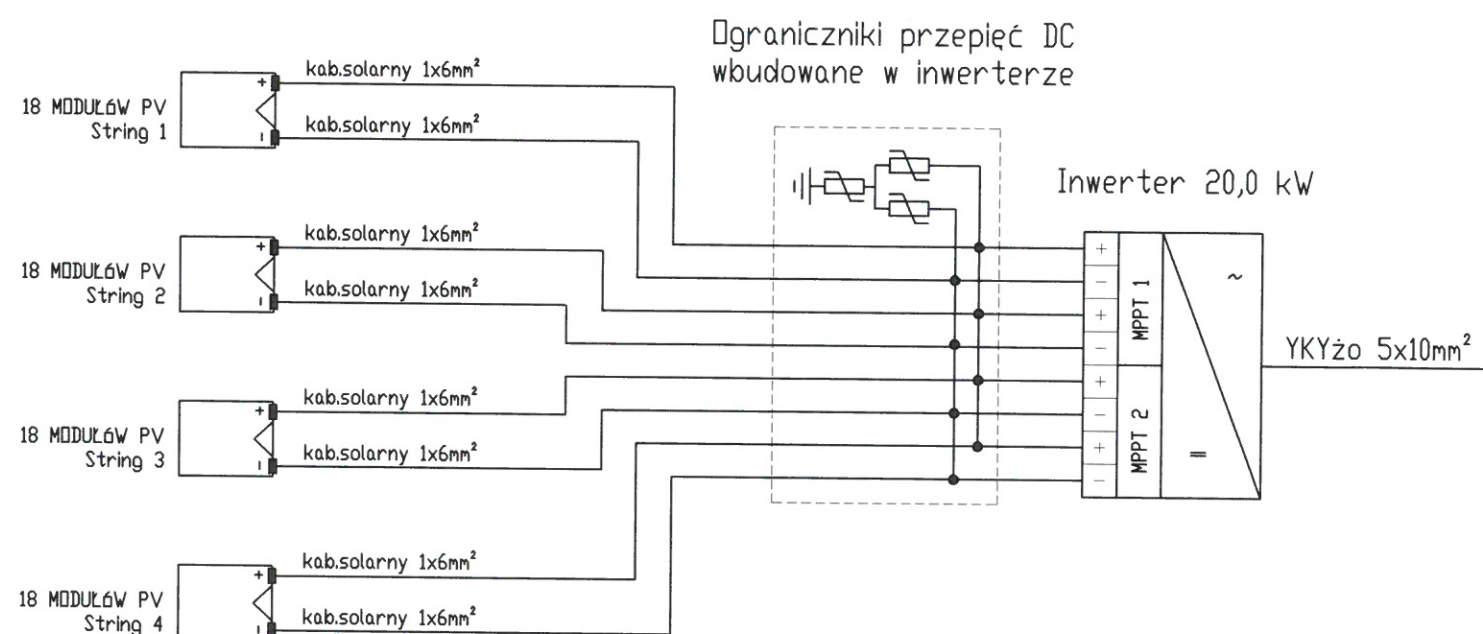 Ograniczniki przepięć DC
wbudowane w inwerterze
18 MODUŁÓW PV
String 1
+
kab.solarny 1x6mm²
-
kab.solarny 1x6mm²
18 MODUŁÓW PV
String 2
+
kab.solarny 1x6mm²
-
kab.solarny 1x6mm²
18 MODUŁÓW PV
String 3
+
kab.solarny 1x6mm²
-
kab.solarny 1x6mm²
18 MODUŁÓW PV
String 4
+
kab.solarny 1x6mm²
-
kab.solarny 1x6mm²
Inwerter 20,0 kW
+
-
+
-
MPPT 1
+
-
+
-
MPPT 2
~
=
YKYżo 5x10mm²